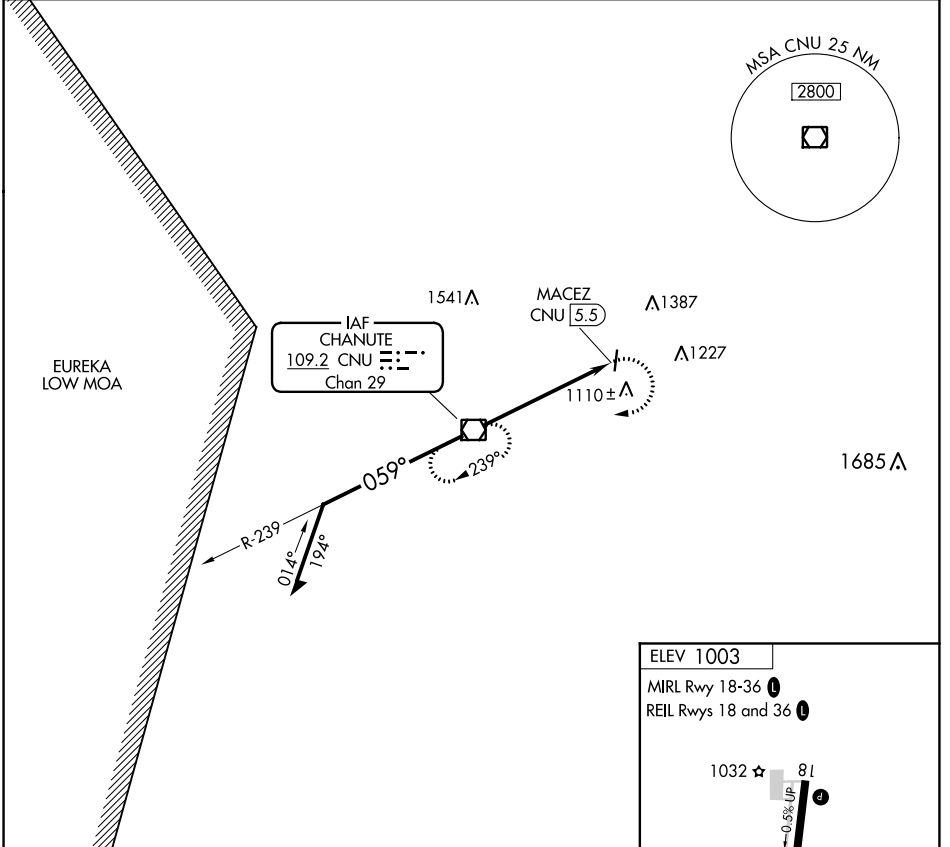 MSA CNU 25 NM
2800
1541
MACEZ
CNU 5.5
1387
IAF
CHANUTE
109.2 CNU
Chan 29
1227
EUREKA
LOW MOA
1110±
059°
239°
1685
R-239
014°
194°
ELEV 1003
MIRL Rwy 18-36 L
REIL Rwys 18 and 36 L
1032
18
P
0.5% UP